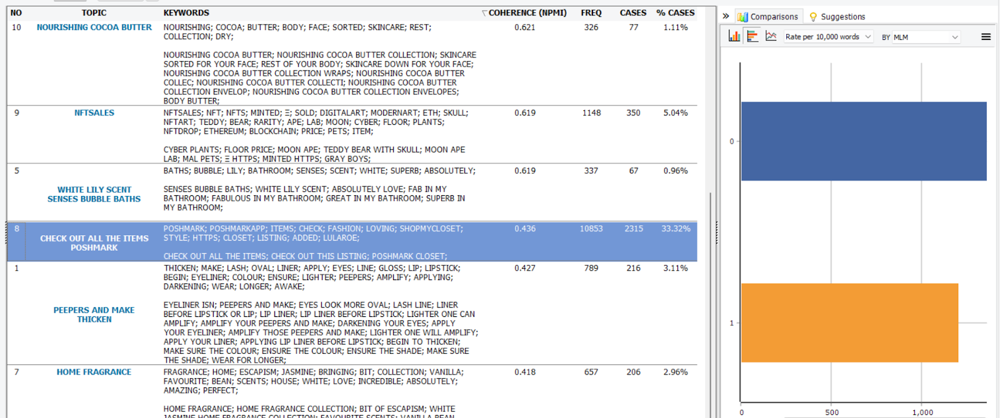 NO TOPIC KEYWORDS COHERENCE (NPMI) FREQ CASES % CASES
10 NOURISHING COCOA BUTTER NOURISHING; COCOA; BUTTER; BODY; FACE; SORTED; SKINCARE; REST; 0.621 326 77 1.11%
COLLECTION; DRY;
NOURISHING COCOA BUTTER; NOURISHING COCOA BUTTER COLLECTION; SKINCARE
SORTED FOR YOUR FACE; REST OF YOUR BODY; SKINCARE DOWN FOR YOUR FACE;
NOURISHING COCOA BUTTER COLLECTION WRAPS; NOURISHING COCOA BUTTER
COLLEC; NOURISHING COCOA BUTTER COLLECTI; NOURISHING COCOA BUTTER
COLLECTION ENVELOP; NOURISHING COCOA BUTTER COLLECTION ENVELOPES;
BODY BUTTER;
9 NFTSALES NFTSALES; NFT; NFTS; MINTED; Ξ; SOLD; DIGITALART; MODERNART; ETH; SKULL; 0.619 1148 350 5.04%
NFTART; TEDDY; BEAR; RARITY; APE; LAB; MOON; CYBER; FLOOR; PLANTS;
NFTDROP; ETHEREUM; BLOCKCHAIN; PRICE; PETS; ITEM;
CYBER PLANTS; FLOOR PRICE; MOON APE; TEDDY BEAR WITH SKULL; MOON APE
LAB; MAL PETS; Ξ HTTPS; MINTED HTTPS; GRAY BOYS;
5 BATHS; BUBBLE; LILY; BATHROOM; SENSES; SCENT; WHITE; SUPERB; ABSOLUTELY; 0.619 337 67 0.96%
WHITE LILY SCENT
SENSES BUBBLE BATHS
SENSES BUBBLE BATHS; WHITE LILY SCENT; ABSOLUTELY LOVE; FAB IN MY
BATHROOM; FABULOUS IN MY BATHROOM; GREAT IN MY BATHROOM; SUPERB IN
MY BATHROOM;
8 POSHMARK; POSHMARKAPP; ITEMS; CHECK; FASHION; LOVING; SHOPMYCLOSET; 0.436 10853 2315 33.32%
CHECK OUT ALL THE ITEMS
POSHMARK
STYLE; HTTPS; CLOSET; LISTING; ADDED; LULAROE;
CHECK OUT ALL THE ITEMS; CHECK OUT THIS LISTING; POSHMARK CLOSET;
1 THICKEN; MAKE; LASH; OVAL; LINER; APPLY; EYES; LINE; GLOSS; LIP; LIPSTICK; 0.427 789 216 3.11%
BEGIN; EYELINER; COLOUR; ENSURE; LIGHTER; PEEPERS; AMPLIFY; APPLYING;
DARKENING; WEAR; LONGER; AWAKE;
PEEPERS AND MAKE
THICKEN
EYELINER ISN; PEEPERS AND MAKE; EYES LOOK MORE OVAL; LASH LINE; LINER
BEFORE LIPSTICK OR LIP; LIP LINER; LIP LINER BEFORE LIPSTICK; LIGHTER ONE CAN
AMPLIFY; AMPLIFY YOUR PEEPERS AND MAKE; DARKENING YOUR EYES; APPLY
YOUR EYELINER; AMPLIFY THOSE PEEPERS AND MAKE; LIGHTER ONE WILL AMPLIFY;
APPLY YOUR LINER; APPLYING LIP LINER BEFORE LIPSTICK; BEGIN TO THICKEN;
MAKE SURE THE COLOUR; ENSURE THE COLOUR; ENSURE THE SHADE; MAKE SURE
THE SHADE; WEAR FOR LONGER;
7 HOME FRAGRANCE FRAGRANCE; HOME; ESCAPISM; JASMINE; BRINGING; BIT; COLLECTION; VANILLA; 0.418 657 206 2.96%
FAVOURITE; BEAN; SCENTS; HOUSE; WHITE; LOVE; INCREDIBLE; ABSOLUTELY;
AMAZING; PERFECT;
HOME FRAGRANCE; HOME FRAGRANCE COLLECTION; BIT OF ESCAPISM; WHITE
JASMINE HOME FRAGRANCE COLLECTION; FAVOURITE SCENTS; VANILLA BEAN
» Comparisons Suggestions
Rate per 10,000 words BY MLM
0
1
0 500 1,000